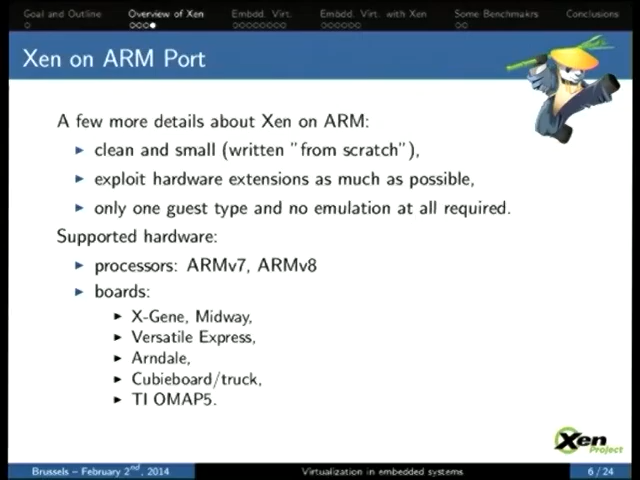 Goal and Outline Overview of Xen Embdd. Virt. Embdd. Virt. with Xen Some Benchmakrs Conclusions
Xen on ARM Port
A few more details about Xen on ARM:
clean and small (written "from scratch"),
exploit hardware extensions as much as possible,
only one guest type and no emulation at all required.
Supported hardware:
processors: ARMv7, ARMv8
boards:
X-Gene, Midway,
Versatile Express,
Arndale,
Cubieboard/truck,
TI OMAP5.
Xen
Project
Brussels – February 2nd, 2014 Virtualization in embedded systems 6 / 24